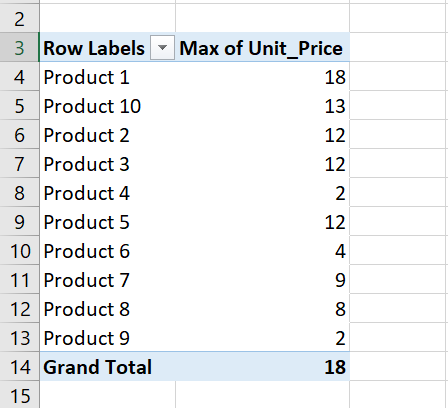 2
3 Row Labels Max of Unit_Price
4 Product 1 18
5 Product 10 13
6 Product 2 12
7 Product 3 12
8 Product 4 2
9 Product 5 12
10 Product 6 4
11 Product 7 9
12 Product 8 8
13 Product 9 2
14 Grand Total 18
15